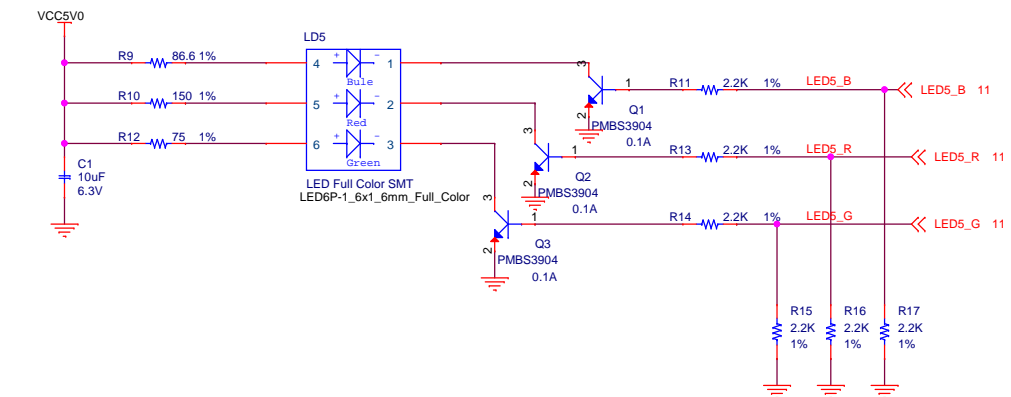 VCC5V0
LD5
R9 86.6 1%
4 + - 1
Bule
R10 150 1%
5 + - 2
Red
R12 75 1%
6 + - 3
Green
LED Full Color SMT
LED6P-1_6x1_6mm_Full_Color
C1
10uF
6.3V
3
1
2
Q1
PMBS3904
0.1A
R11 2.2K 1% LED5_B
LED5_B 11
3
1
2
Q2
PMBS3904
0.1A
R13 2.2K 1% LED5_R
LED5_R 11
3
1
2
Q3
PMBS3904
0.1A
R14 2.2K 1% LED5_G
LED5_G 11
R15 R16 R17
2.2K 2.2K 2.2K
1% 1% 1%